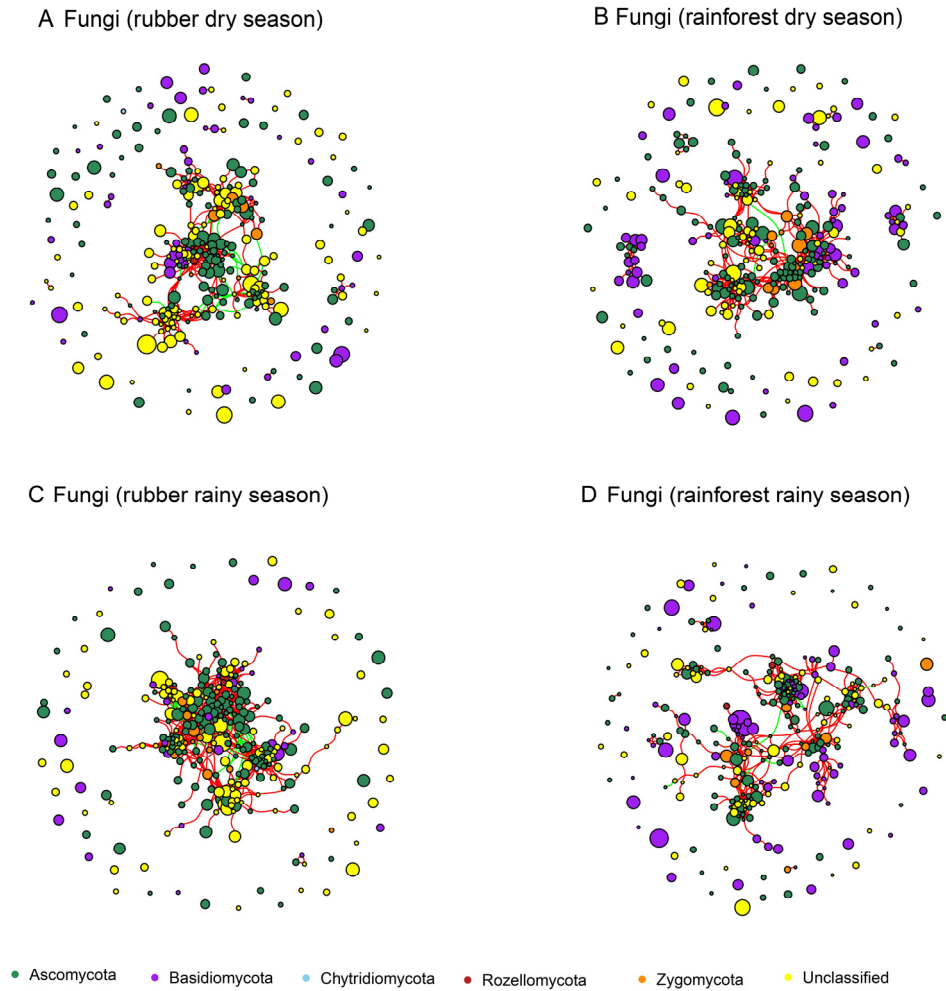 A Fungi (rubber dry season)
B Fungi (rainforest dry season)
C Fungi (rubber rainy season)
D Fungi (rainforest rainy season)
Ascomycota Basidiomycota Chytridiomycota Rozellomycota Zygomycota Unclassified